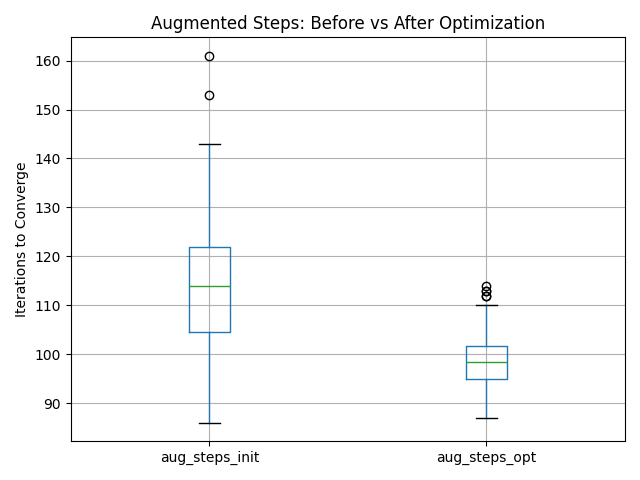 Augmented Steps: Before vs After Optimization
Iterations to Converge
160
150
140
130
120
110
100
90
aug_steps_init
aug_steps_opt